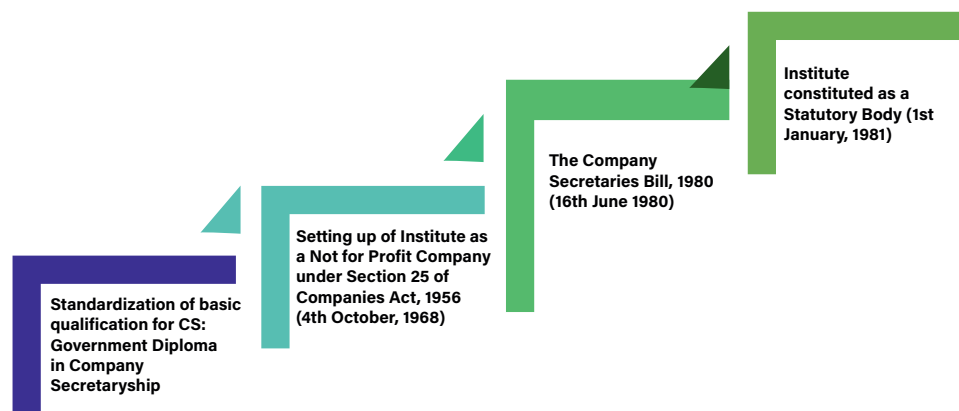 Standardization of basic
qualification for CS:
Government Diploma
in Company
Secretaryship
Setting up of Institute as
a Not for Profit Company
under Section 25 of
Companies Act, 1956
(4th October, 1968)
The Company
Secretaries Bill, 1980
(16th June 1980)
Institute
constituted as a
Statutory Body (1st
January, 1981)